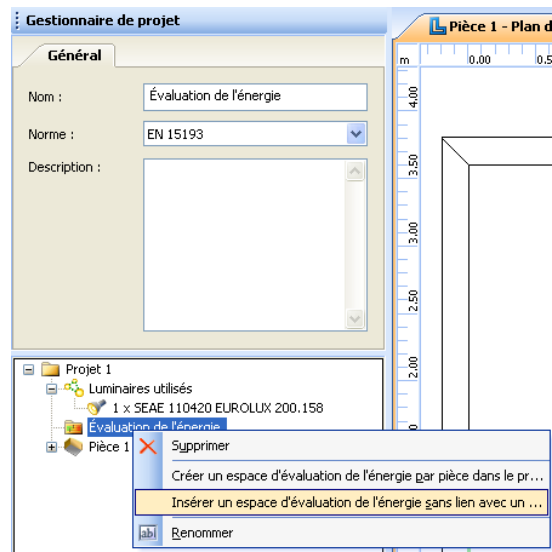 Gestionnaire de projet
Pièce 1 - Plan d
Général
m 0.00 0.5
Nom : Évaluation de l'énergie
4.00
Norme : EN 15193
Description :
3.50
3.00
2.50
2.00
Projet 1
Luminaires utilisés
1 x SEAE 110420 EUROLUX 200.158
Évaluation de l'énergie
Pièce 1
Supprimer
Créer un espace d'évaluation de l'énergie par pièce dans le pr...
Insérer un espace d'évaluation de l'énergie sans lien avec un ...
Renommer